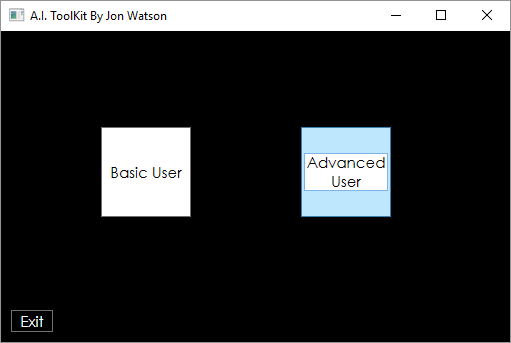 A.I. ToolKit By Jon Watson
Basic User
Advanced
User
Exit